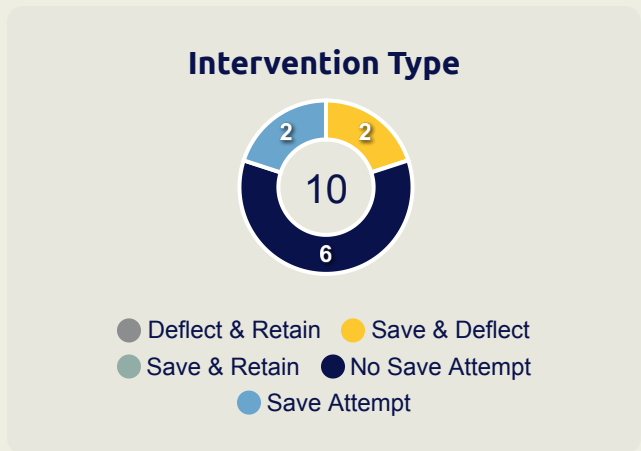 Intervention Type
2 2
10
6
Deflect & Retain Save & Deflect
Save & Retain No Save Attempt
Save Attempt